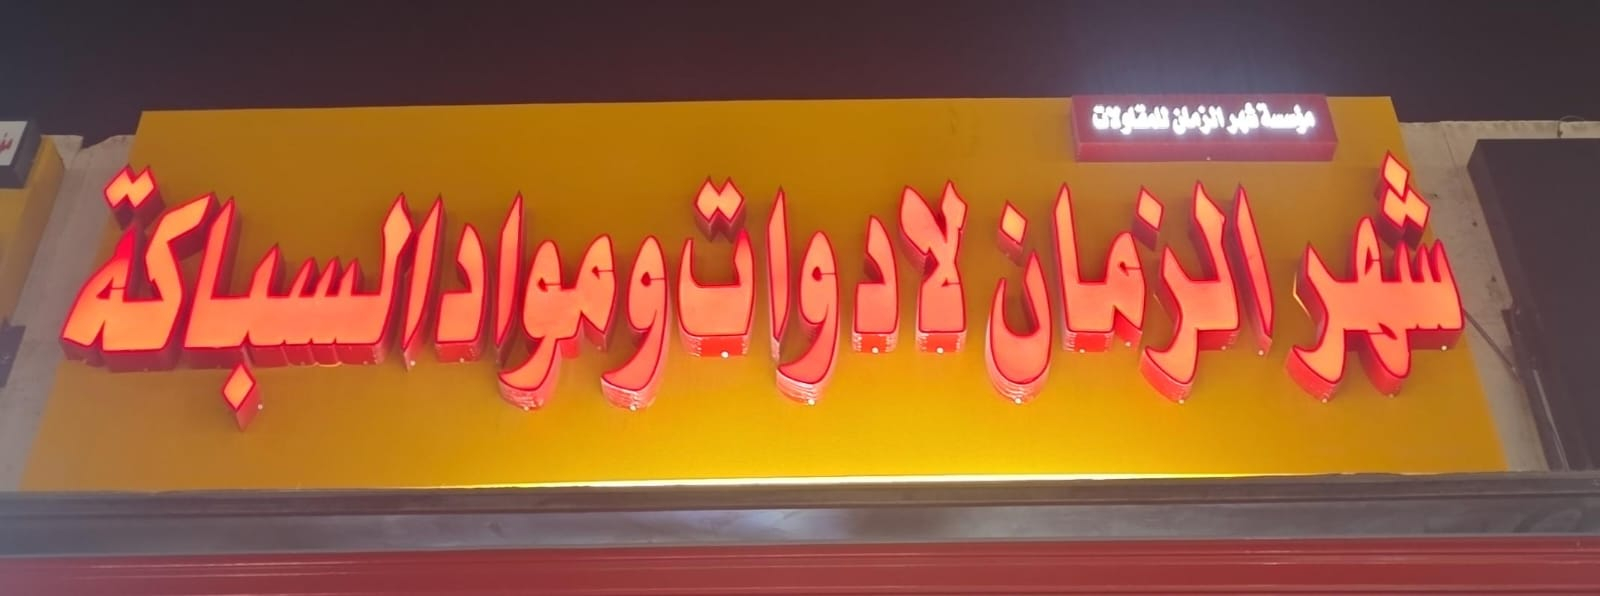 مؤسسة شهر الزمان للمقاولات
شهر الزمان لادوات ومواد السباكة